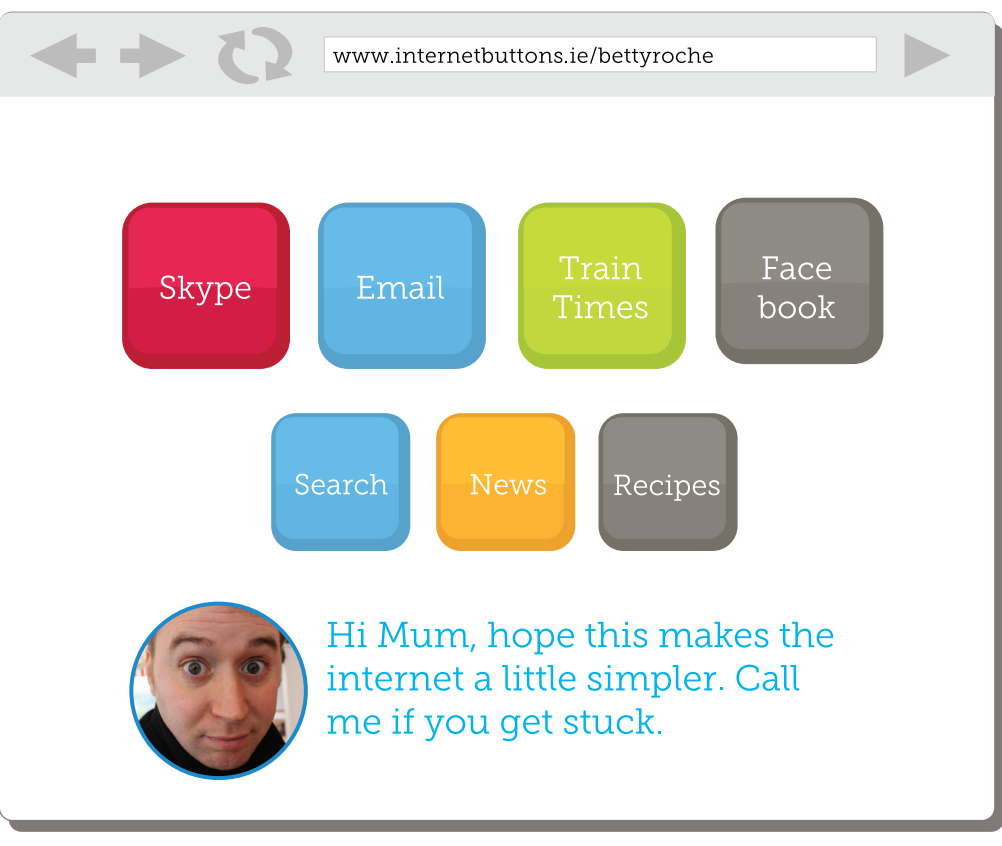 www.internetbuttons.ie/bettyroche
Skype
Email
Train
Times
Face
book
Search
News
Recipes
Hi Mum, hope this makes the
internet a little simpler. Call
me if you get stuck.